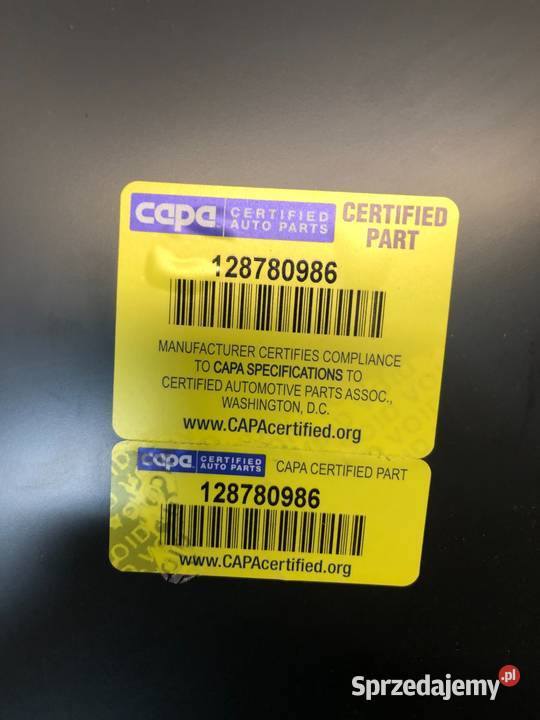 capa CERTIFIED AUTO PARTS CERTIFIED PART
128780986
MANUFACTURER CERTIFIES COMPLIANCE
TO CAPA SPECIFICATIONS TO
CERTIFIED AUTOMOTIVE PARTS ASSOC.,
WASHINGTON, D.C.
www.CAPAcertified.org
capa CERTIFIED AUTO PARTS CAPA CERTIFIED PART
128780986
www.CAPAcertified.org
VOID
Sprzedajemy.pl